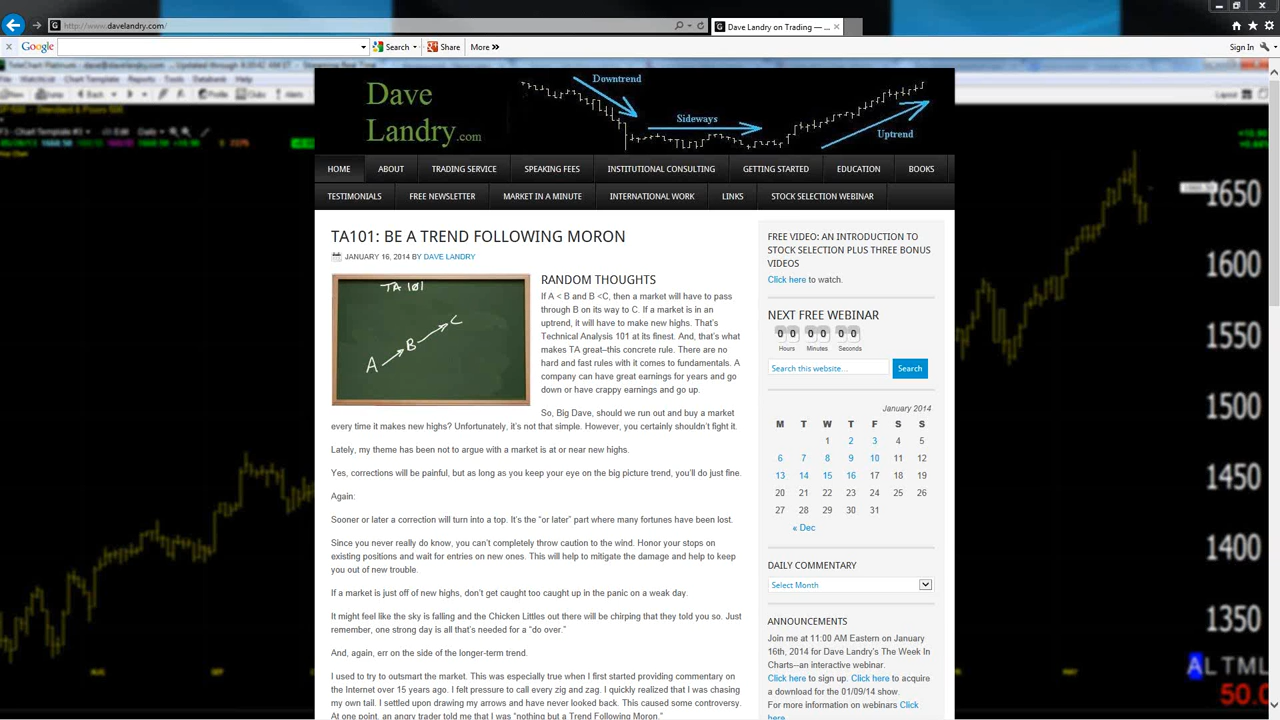 http://www.davelandry.com/
Dave Landry on Trading — ...
Google
Search
Share
More »
Sign In
Dave
Landry.com
Downtrend
Sideways
Uptrend
HOME
ABOUT
TRADING SERVICE
SPEAKING FEES
INSTITUTIONAL CONSULTING
GETTING STARTED
EDUCATION
BOOKS
TESTIMONIALS
FREE NEWSLETTER
MARKET IN A MINUTE
INTERNATIONAL WORK
LINKS
STOCK SELECTION WEBINAR
TA101: BE A TREND FOLLOWING MORON
JANUARY 16, 2014 BY DAVE LANDRY
TA 101
A
B
C
RANDOM THOUGHTS
If A < B and B <C, then a market will have to pass
through B on its way to C. If a market is in an
uptrend, it will have to make new highs. That's
Technical Analysis 101 at its finest. And, that's what
makes TA great–this concrete rule. There are no
hard and fast rules with it comes to fundamentals. A
company can have great earnings for years and go
down or have crappy earnings and go up.
So, Big Dave, should we run out and buy a market
every time it makes new highs? Unfortunately, it's not that simple. However, you certainly shouldn't fight it.
Lately, my theme has been not to argue with a market is at or near new highs.
Yes, corrections will be painful, but as long as you keep your eye on the big picture trend, you'll do just fine.
Again:
Sooner or later a correction will turn into a top. It's the “or later” part where many fortunes have been lost.
Since you never really do know, you can't completely throw caution to the wind. Honor your stops on
existing positions and wait for entries on new ones. This will help to mitigate the damage and help to keep
you out of new trouble.
If a market is just off of new highs, don't get caught too caught up in the panic on a weak day.
It might feel like the sky is falling and the Chicken Littles out there will be chirping that they told you so. Just
remember, one strong day is all that's needed for a “do over.”
And, again, err on the side of the longer-term trend.
I used to try to outsmart the market. This was especially true when I first started providing commentary on
the Internet over 15 years ago. I felt pressure to call every zig and zag. I quickly realized that I was chasing
my own tail. I settled upon drawing my arrows and have never looked back. This caused some controversy.
At one point, an angry trader told me that I was “nothing but a Trend Following Moron.”
FREE VIDEO: AN INTRODUCTION TO
STOCK SELECTION PLUS THREE BONUS
VIDEOS
Click here to watch.
NEXT FREE WEBINAR
0 0 0 0 0 0
Hours Minutes Seconds
Search this website...
Search
January 2014
M T W T F S S
1 2 3 4 5
6 7 8 9 10 11 12
13 14 15 16 17 18 19
20 21 22 23 24 25 26
27 28 29 30 31
« Dec
DAILY COMMENTARY
Select Month
ANNOUNCEMENTS
Join me at 11:00 AM Eastern on January
16th, 2014 for Dave Landry's The Week In
Charts--an interactive webinar.
Click here to sign up. Click here to acquire
a download for the 01/09/14 show.
For more information on webinars Click
here.
1650
1600
1550
1500
1450
1400
1350
A L T M L
50.0